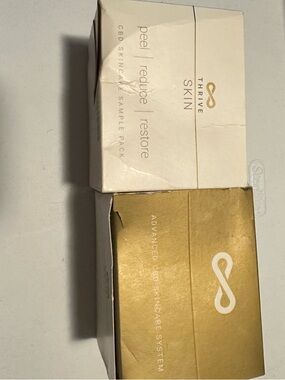 THRIVE
SKIN
peel | reduce | restore
CBD SKINCARE SAMPLE PACK
ADVANCED CBD SKINCARE SYSTEM